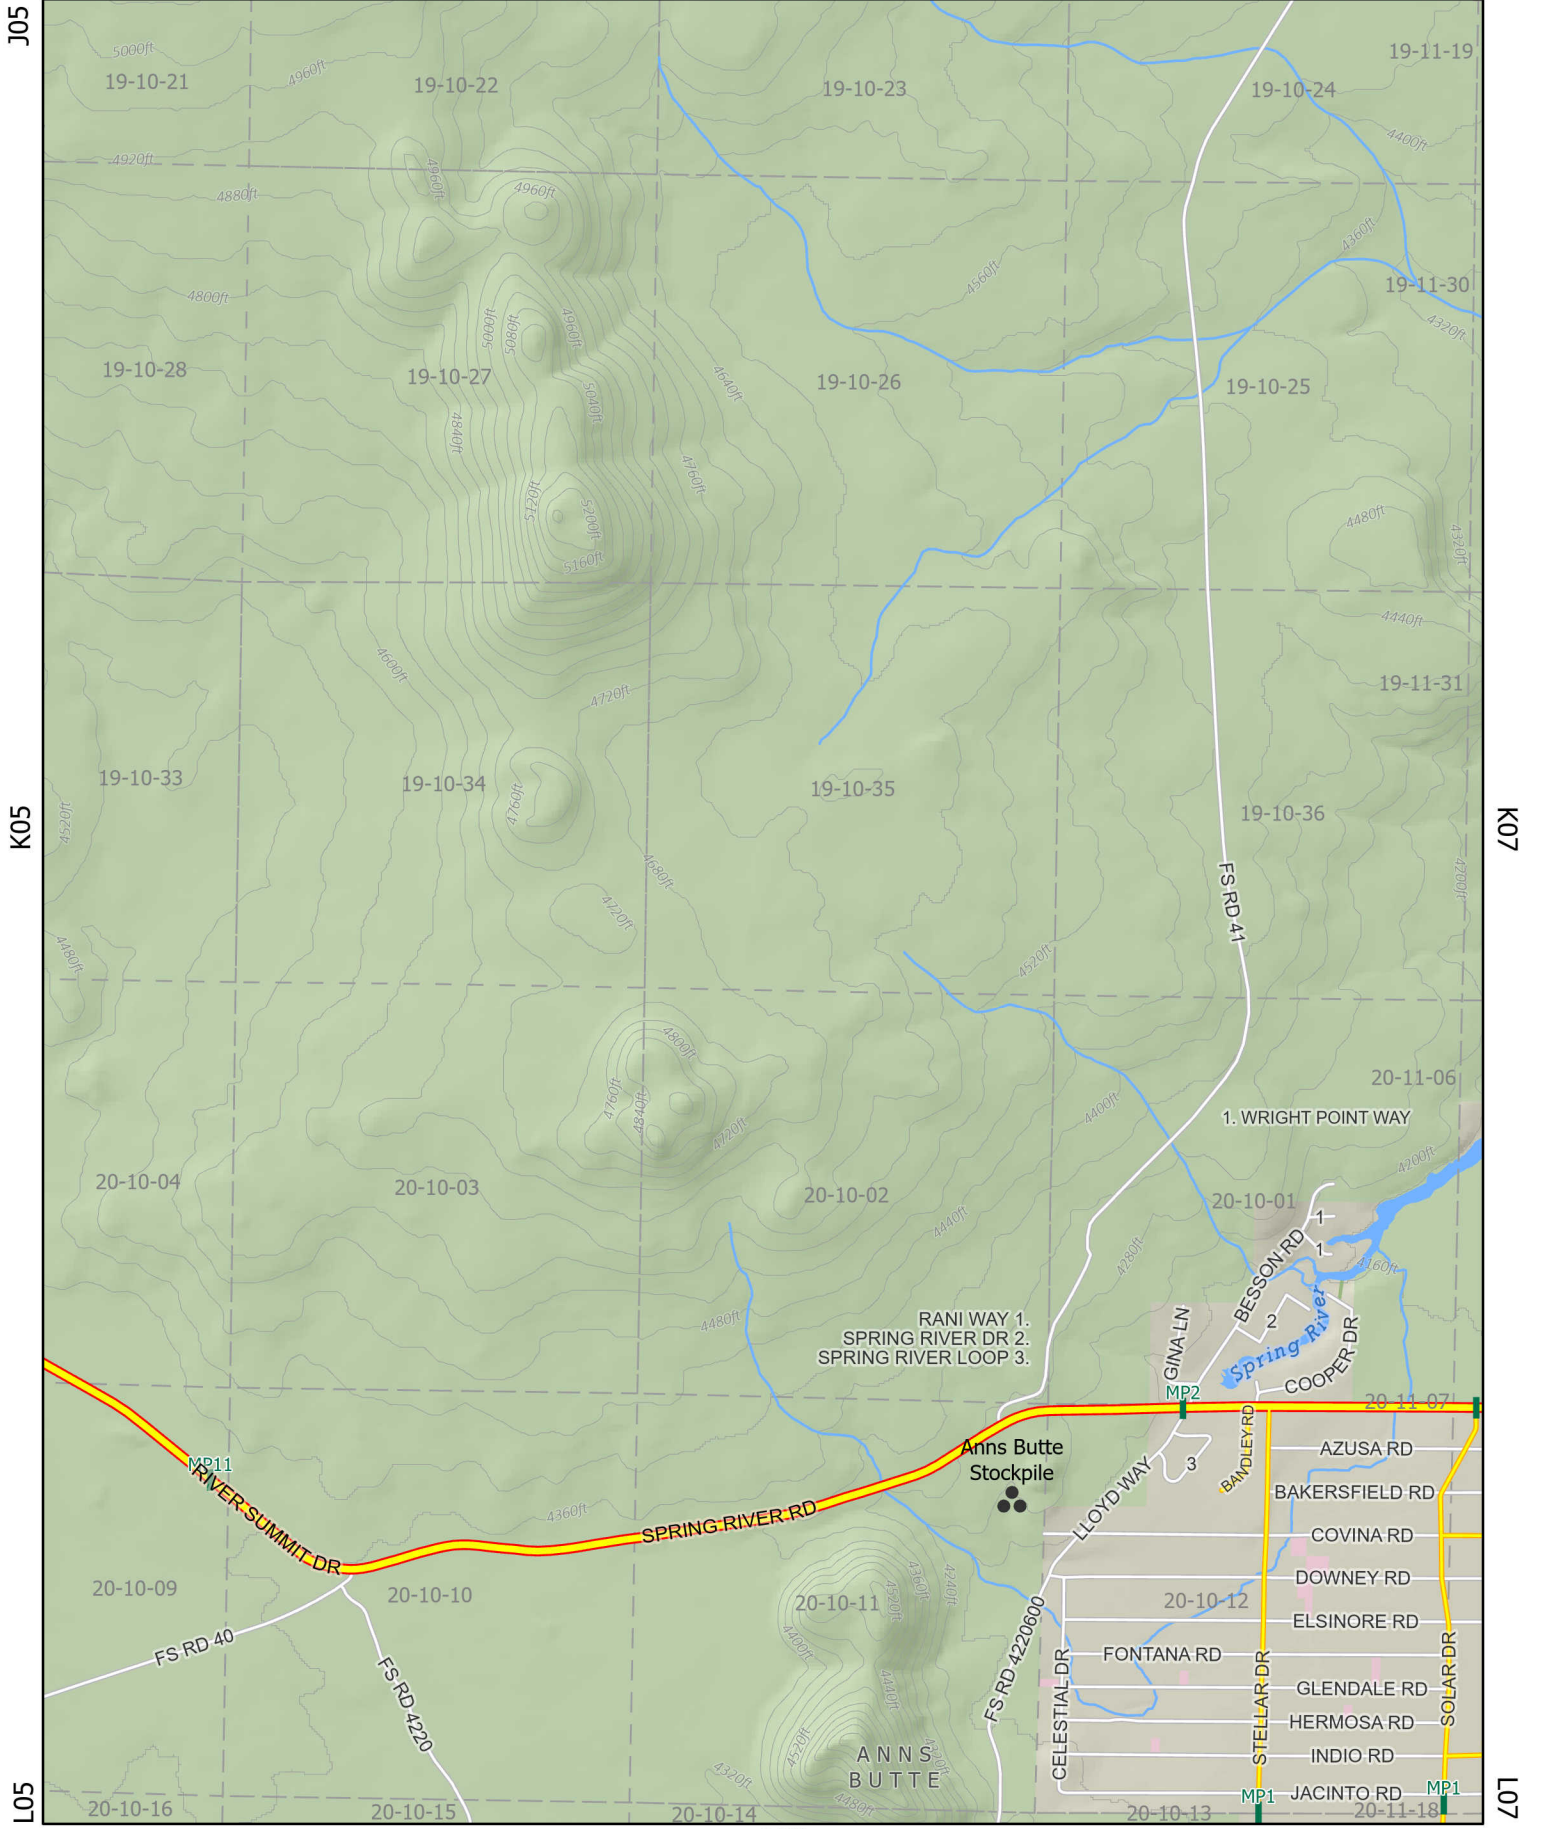 J05
5000ft
19-10-21
4960ft
19-10-22
19-10-23
19-10-24
19-11-19
4400ft
4920ft
4880ft
4960ft
4960ft
4360ft
4560ft
19-11-30
4800ft
5000ft
5080ft
4960ft
4320ft
19-10-28
19-10-27
4640ft
19-10-26
19-10-25
5040ft
4840ft
4760ft
5120ft
5200ft
4480ft
4320ft
5160ft
4440ft
4600ft
4720ft
19-11-31
19-10-33
19-10-34
4760ft
19-10-35
19-10-36
K05
K07
4520ft
4680ft
4200ft
FS RD 41
4720ft
4480ft
4520ft
4800ft
20-11-06
4760ft
4840ft
4720ft
4400ft
1. WRIGHT POINT WAY
4200ft
20-10-04
20-10-03
20-10-02
20-10-01
4440ft
1
4280ft
1
BESSON RD
4160ft
4480ft
RANI WAY 1.
SPRING RIVER DR 2.
SPRING RIVER LOOP 3.
GINA LN
2
Spring River
COOPER DR
MP2
20-11-07
Anns Butte
Stockpile
BANDLEY RD
AZUSA RD
MP11
3
RIVER SUMMIT DR
LLOYD WAY
BAKERSFIELD RD
4360ft
SPRING RIVER RD
COVINA RD
DOWNEY RD
20-10-09
20-10-10
20-10-11
4520ft
4360ft
4240ft
20-10-12
ELSINORE RD
FS RD 40
4400ft
FS RD 4220600
FONTANA RD
FS RD 4220
4440ft
CELESTIAL DR
STELLAR DR
GLENDALE RD
SOLAR DR
HERMOSA RD
4520ft
4320ft
ANNS
BUTTE
INDIO RD
4320ft
L05
JACINTO RD
MP1
MP1
L07
4480ft
20-10-16
20-10-15
20-10-14
20-10-13
20-11-18